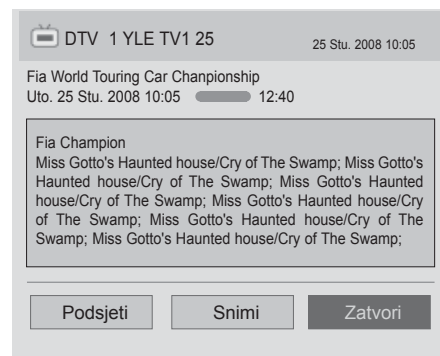 DTV 1 YLE TV1 25 25 Stu. 2008 10:05
Fia World Touring Car Chanpionship
Uto. 25 Stu. 2008 10:05 12:40
Fia Champion
Miss Gotto's Haunted house/Cry of The Swamp; Miss Gotto's
Haunted house/Cry of The Swamp; Miss Gotto's Haunted
house/Cry of The Swamp; Miss Gotto's Haunted house/Cry
of The Swamp; Miss Gotto's Haunted house/Cry of The
Swamp; Miss Gotto's Haunted house/Cry of The Swamp;
Podsjeti Snimi Zatvori